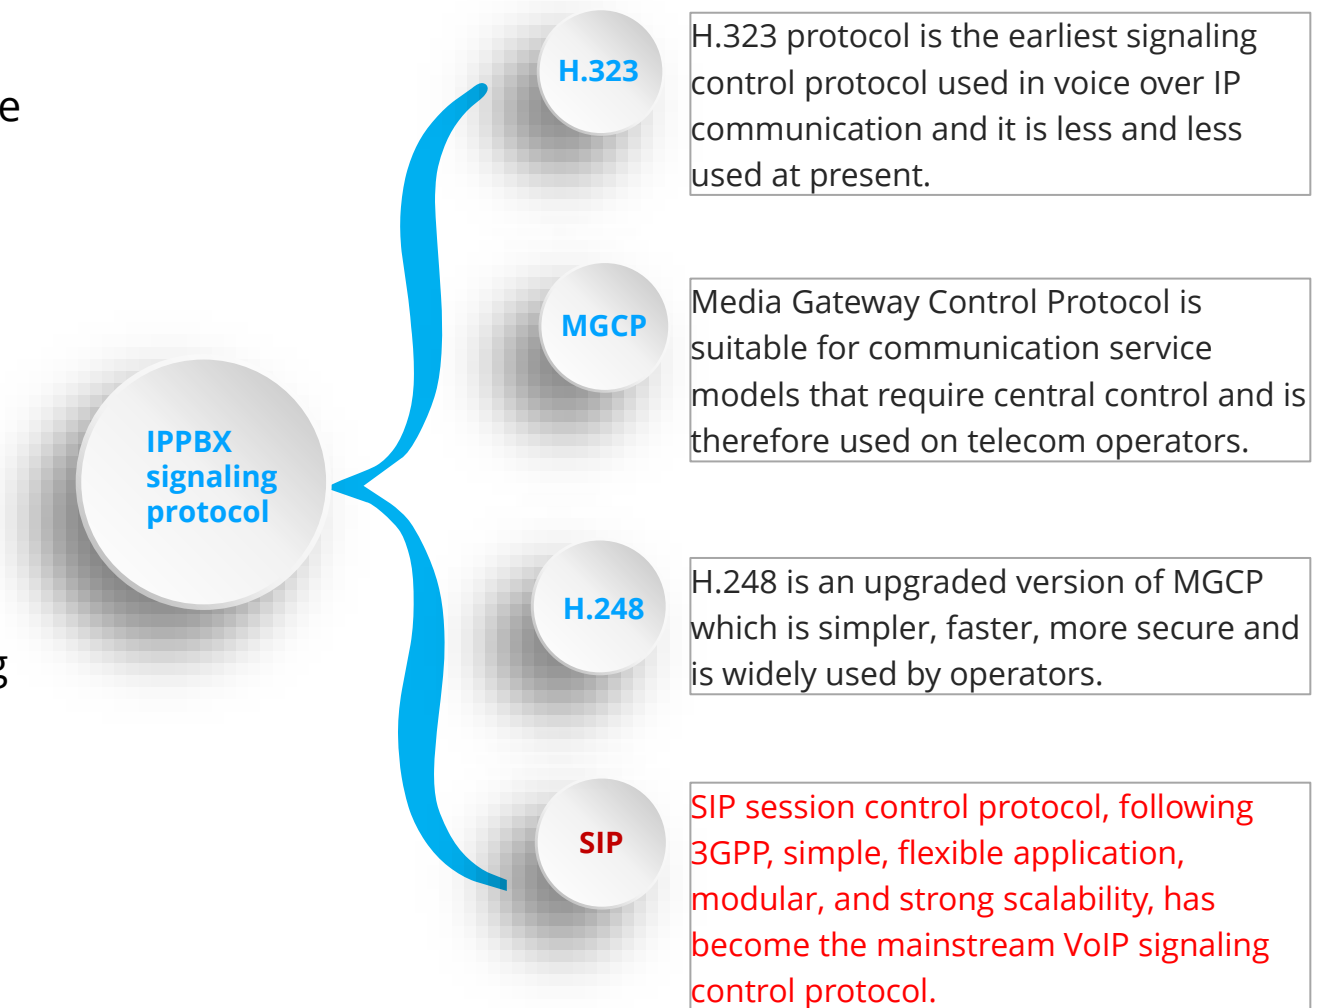 IPPBX
signaling
protocol
H.323
H.323 protocol is the earliest signaling
control protocol used in voice over IP
communication and it is less and less
used at present.
MGCP
Media Gateway Control Protocol is
suitable for communication service
models that require central control and is
therefore used on telecom operators.
H.248
H.248 is an upgraded version of MGCP
which is simpler, faster, more secure and
is widely used by operators.
SIP
SIP session control protocol, following
3GPP, simple, flexible application,
modular, and strong scalability, has
become the mainstream VoIP signaling
control protocol.